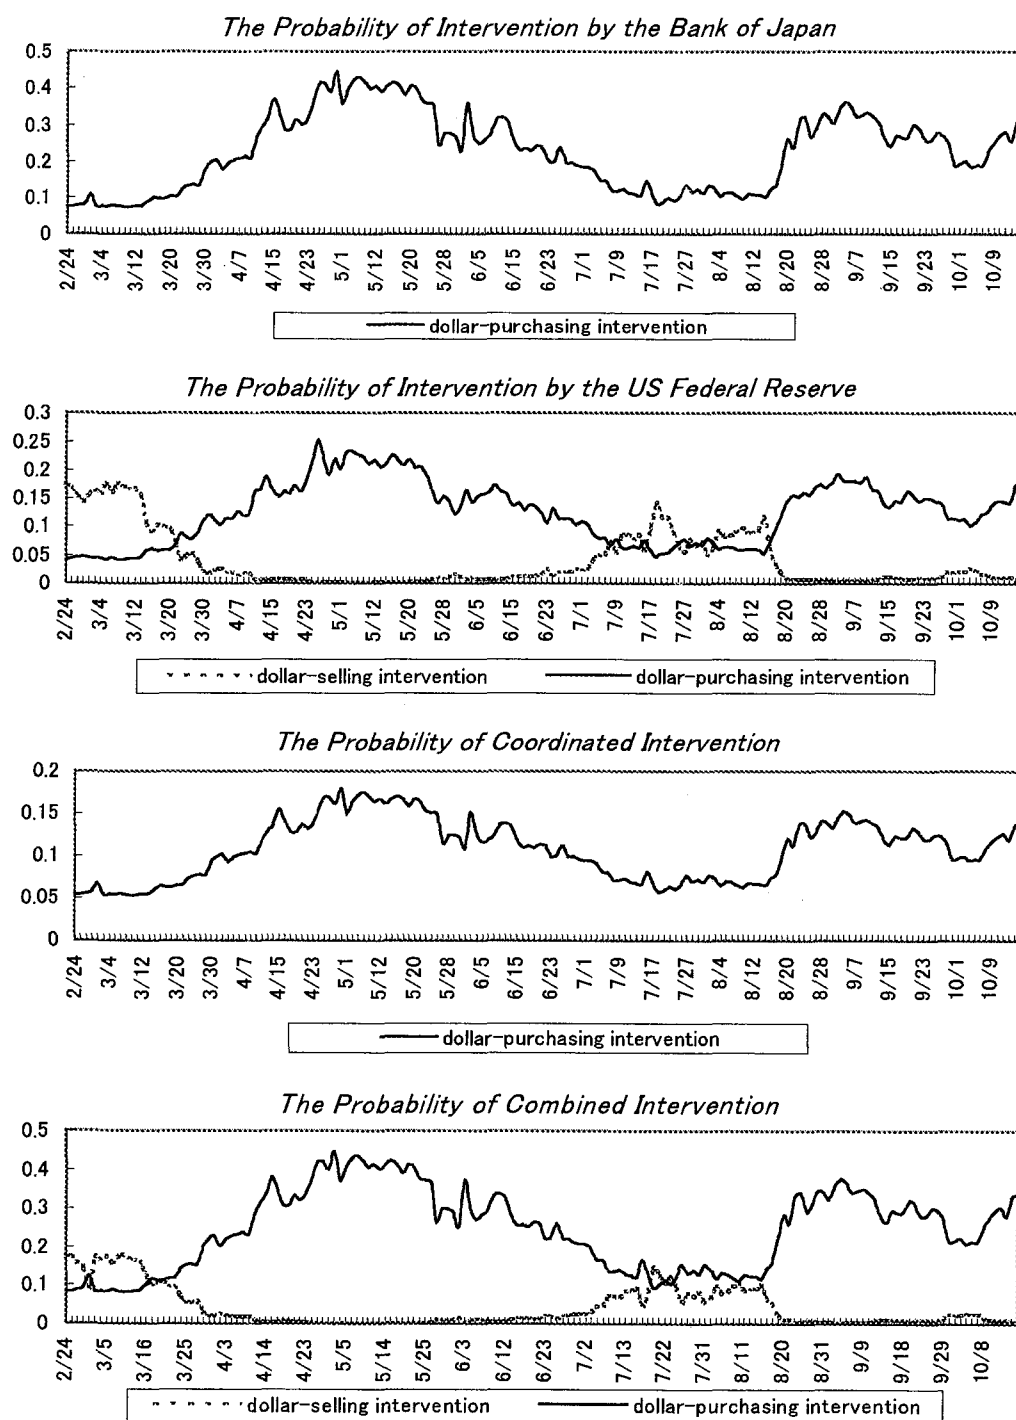 The Probability of Intervention by the Bank of Japan
0.5
0.4
0.3
0.2
0.1
0
2/24 3/4 3/12 3/20 3/30 4/7 4/15 4/23 5/1 5/12 5/20 5/28 6/5 6/15 6/23 7/1 7/9 7/17 7/27 8/4 8/12 8/20 8/28 9/7 9/15 9/23 10/1 10/9
dollar-purchasing intervention
The Probability of Intervention by the US Federal Reserve
0.3
0.25
0.2
0.15
0.1
0.05
0
2/24 3/4 3/12 3/20 3/30 4/7 4/15 4/23 5/1 5/12 5/20 5/28 6/5 6/15 6/23 7/1 7/9 7/17 7/27 8/4 8/12 8/20 8/28 9/7 9/15 9/23 10/1 10/9
dollar-selling intervention dollar-purchasing intervention
The Probability of Coordinated Intervention
0.2
0.15
0.1
0.05
0
2/24 3/4 3/12 3/20 3/30 4/7 4/15 4/23 5/1 5/12 5/20 5/28 6/5 6/15 6/23 7/1 7/9 7/17 7/27 8/4 8/12 8/20 8/28 9/7 9/15 9/23 10/1 10/9
dollar-purchasing intervention
The Probability of Combined Intervention
0.5
0.4
0.3
0.2
0.1
0
2/24 3/5 3/16 3/25 4/3 4/14 4/23 5/5 5/14 5/25 6/3 6/12 6/23 7/2 7/13 7/22 7/31 8/11 8/20 8/31 9/9 9/18 9/29 10/8
dollar-selling intervention dollar-purchasing intervention